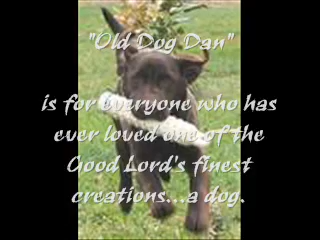 "Old Dog Dan"
is for everyone who has
ever loved one of the
Good Lord's finest
creations...a dog.